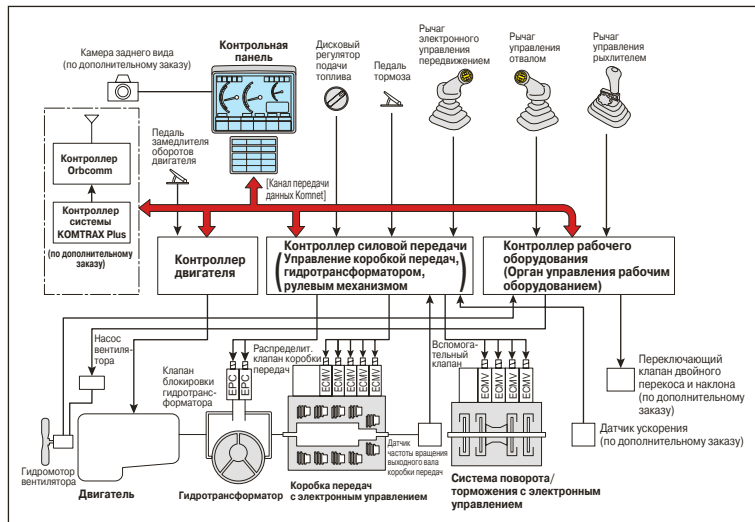 Камера заднего вида
(по дополнительному заказу)
Контрольная
панель
Дисковый
регулятор
подачи
топлива
Педаль
тормоза
Рычаг
электронного
управления
передвижением
Рычаг
управления
отвалом
Рычаг
управления
рыхлителем
Педаль
замедлителя
оборотов
двигателя
Контроллер
Orbcomm
Контроллер
системы
KOMTRAX Plus
(по дополнительному
заказу)
[Канал передачи
данных Komnet]
Контроллер
двигателя
Контроллер силовой передачи
(Управление коробкой передач,
гидротрансформатором,
рулевым механизмом)
Контроллер рабочего
оборудования
(Орган управления рабочим
оборудованием)
Насос
вентиля-
тора
Клапан
блокировки
гидротранс-
форматора
EPC
EPC
Распределит.
клапан коробки
передач
ECMV
ECMV
ECMV
ECMV
ECMV
Вспомога-
тельный
клапан
ECMV
ECMV
ECMV
ECMV
Переключающий
клапан двойного
перекоса и наклона
(по дополнительному
заказу)
Датчик ускорения
(по дополнительному заказу)
Гидромотор
вентилятора
Двигатель
Гидротрансформатор
Коробка передач
с электронным управлением
Датчик
частоты вращения
выходного вала
коробки передач
Система поворота/
торможения с электронным
управлением